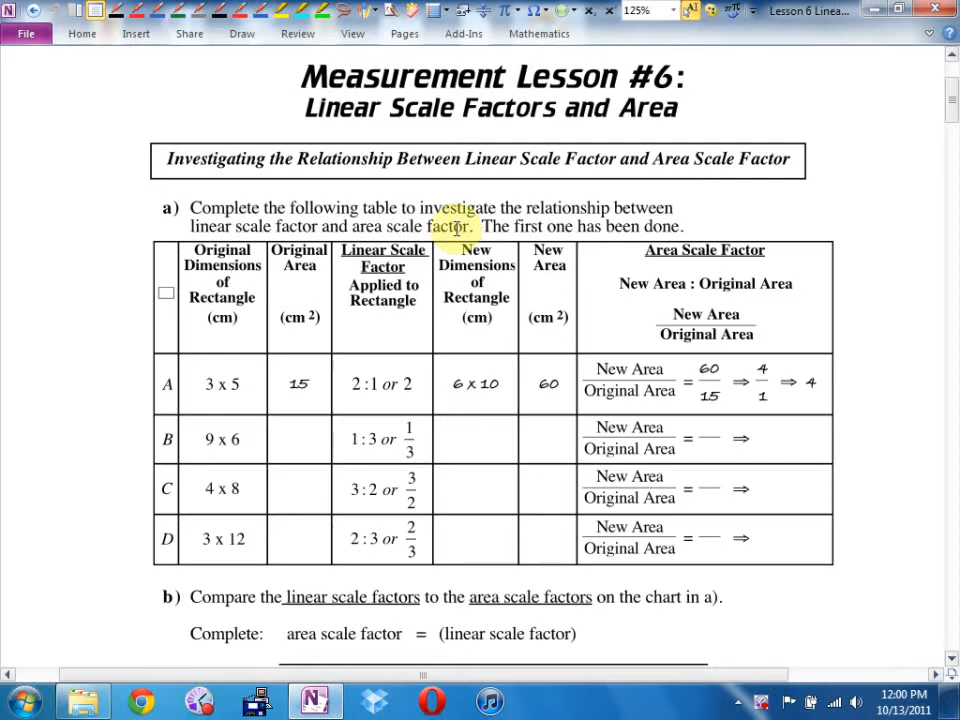 125%
Lesson 6 Linea...
File Home Insert Share Draw Review View Pages Add-Ins Mathematics
Measurement Lesson #6:
Linear Scale Factors and Area
Investigating the Relationship Between Linear Scale Factor and Area Scale Factor
a) Complete the following table to investigate the relationship between
linear scale factor and area scale factor. The first one has been done.
Original Dimensions of Rectangle (cm)
Original Area (cm 2)
Linear Scale Factor Applied to Rectangle
New Dimensions of Rectangle (cm)
New Area (cm 2)
Area Scale Factor
New Area : Original Area
New Area
Original Area
A 3 x 5 15 2 : 1 or 2 6 x 10 60 New Area / Original Area = 60/15 ⇒ 4/1 ⇒ 4
B 9 x 6 1 : 3 or 1/3 New Area / Original Area = — ⇒
C 4 x 8 3 : 2 or 3/2 New Area / Original Area = — ⇒
D 3 x 12 2 : 3 or 2/3 New Area / Original Area = — ⇒
b) Compare the linear scale factors to the area scale factors on the chart in a).
Complete: area scale factor = (linear scale factor)
12:00 PM
10/13/2011